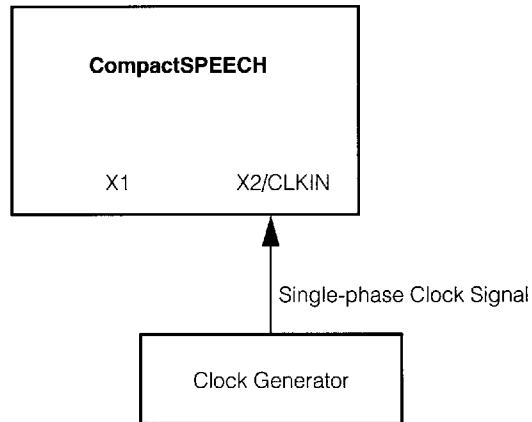 CompactSPEECH
X1 X2/CLKIN
Single-phase Clock Signal
Clock Generator